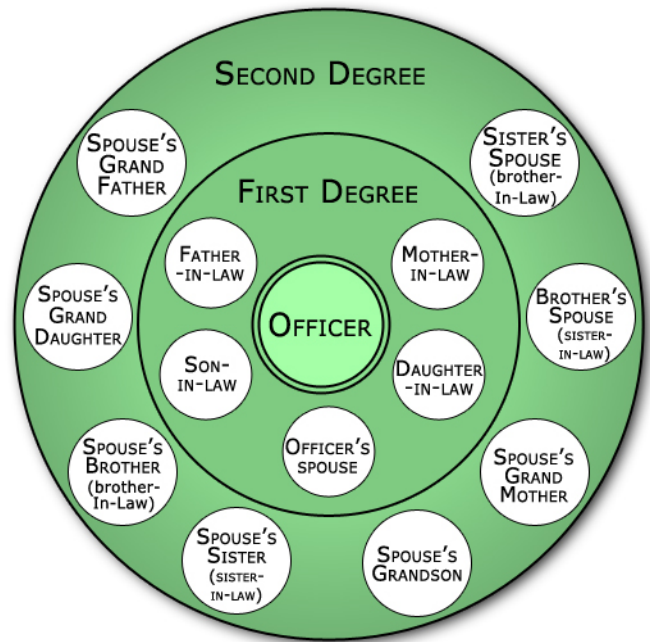 SECOND DEGREE
SPOUSE'S
GRAND
FATHER
SISTER'S
SPOUSE
(brother-
In-Law)
FIRST DEGREE
FATHER
-IN-LAW
MOTHER-
IN-LAW
SPOUSE'S
GRAND
DAUGHTER
OFFICER
BROTHER'S
SPOUSE
(SISTER-
IN-LAW)
SON-
IN-LAW
DAUGHTER
-IN-LAW
OFFICER'S
SPOUSE
SPOUSE'S
BROTHER
(brother-
In-Law)
SPOUSE'S
GRAND
MOTHER
SPOUSE'S
SISTER
(SISTER-
IN-LAW)
SPOUSE'S
GRANDSON